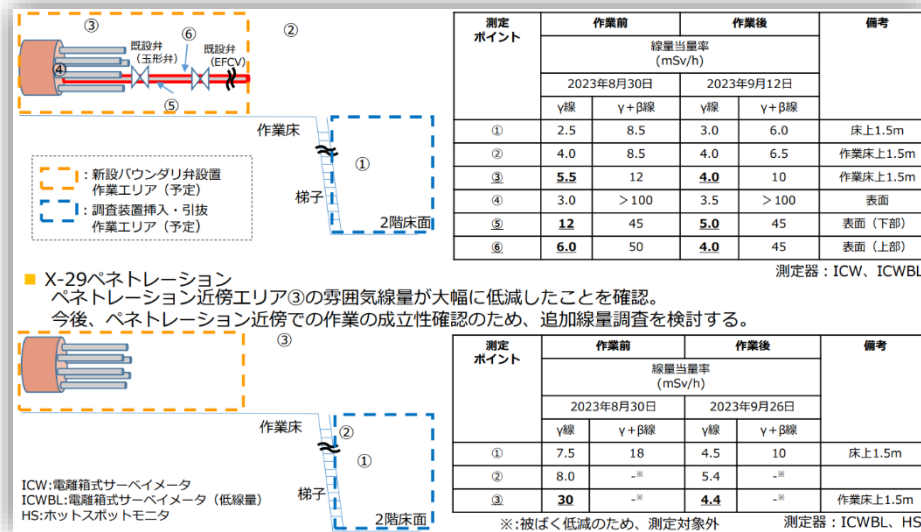 ③
②
⑥
既設弁
(玉形弁)
既設弁
(EFCV)
④
⑤
作業床
①
梯子
2階床面
:新設バウンダリ弁設置
作業エリア(予定)
:調査装置挿入・引抜
作業エリア(予定)
測定ポイント 作業前 作業後 備考
線量当量率
(mSv/h)
2023年8月30日 2023年9月12日
γ線 γ+β線 γ線 γ+β線
① 2.5 8.5 3.0 6.0 床上1.5m
② 4.0 8.5 4.0 6.5 作業床上1.5m
③ 5.5 12 4.0 10 作業床上1.5m
④ 3.0 >100 3.5 >100 表面
⑤ 12 45 5.0 45 表面(下部)
⑥ 6.0 50 4.0 45 表面(上部)
測定器:ICW、ICWBL
■ X-29ペネトレーション
ペネトレーション近傍エリア③の雰囲気線量が大幅に低減したことを確認。
今後、ペネトレーション近傍での作業の成立性確認のため、追加線量調査を検討する。
③
作業床
②
①
梯子
2階床面
ICW:電離箱式サーベイメータ
ICWBL:電離箱式サーベイメータ(低線量)
HS:ホットスポットモニタ
測定ポイント 作業前 作業後 備考
線量当量率
(mSv/h)
2023年8月30日 2023年9月26日
γ線 γ+β線 γ線 γ+β線
① 7.5 18 4.5 10 床上1.5m
② 8.0 -※ 5.4 -※
③ 30 -※ 4.4 -※ 作業床上1.5m
※:被ばく低減のため、測定対象外 測定器:ICWBL、HS